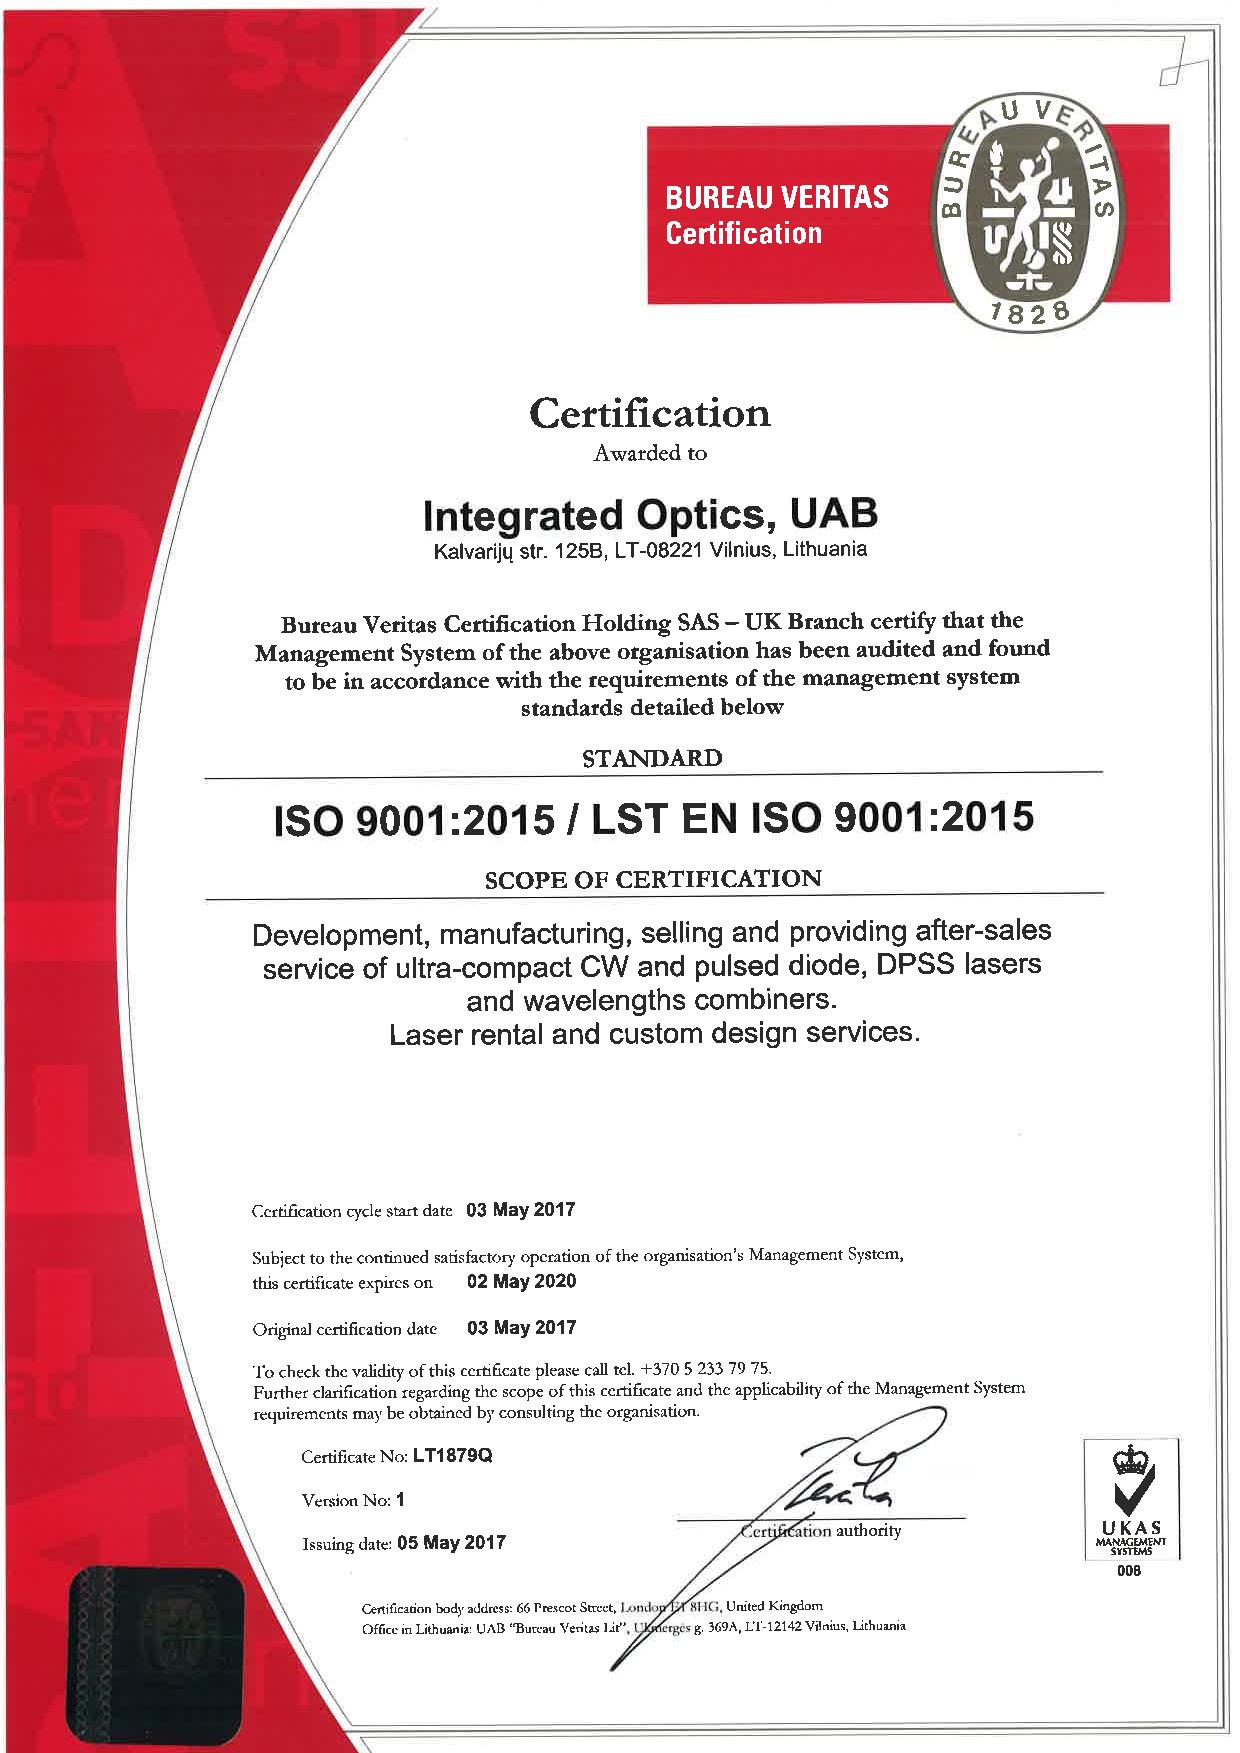 BUREAU VERITAS
Certification
BUREAU VERITAS
1828
Certification
Awarded to
Integrated Optics, UAB
Kalvarijų str. 125B, LT-08221 Vilnius, Lithuania
Bureau Veritas Certification Holding SAS – UK Branch certify that the
Management System of the above organisation has been audited and found
to be in accordance with the requirements of the management system
standards detailed below
STANDARD
ISO 9001:2015 / LST EN ISO 9001:2015
SCOPE OF CERTIFICATION
Development, manufacturing, selling and providing after-sales
service of ultra-compact CW and pulsed diode, DPSS lasers
and wavelengths combiners.
Laser rental and custom design services.
Certification cycle start date 03 May 2017
Subject to the continued satisfactory operation of the organisation's Management System,
this certificate expires on 02 May 2020
Original certification date 03 May 2017
To check the validity of this certificate please call tel. +370 5 233 79 75.
Further clarification regarding the scope of this certificate and the applicability of the Management System
requirements may be obtained by consulting the organisation.
Certificate No: LT1879Q
Version No: 1
Issuing date: 05 May 2017
Certification authority
UKAS
MANAGEMENT
SYSTEMS
008
Certification body address: 66 Prescot Street, London E1 8HG, United Kingdom
Office in Lithuania: UAB "Bureau Veritas Lit", Ukmergės g. 369A, LT-12142 Vilnius, Lithuania